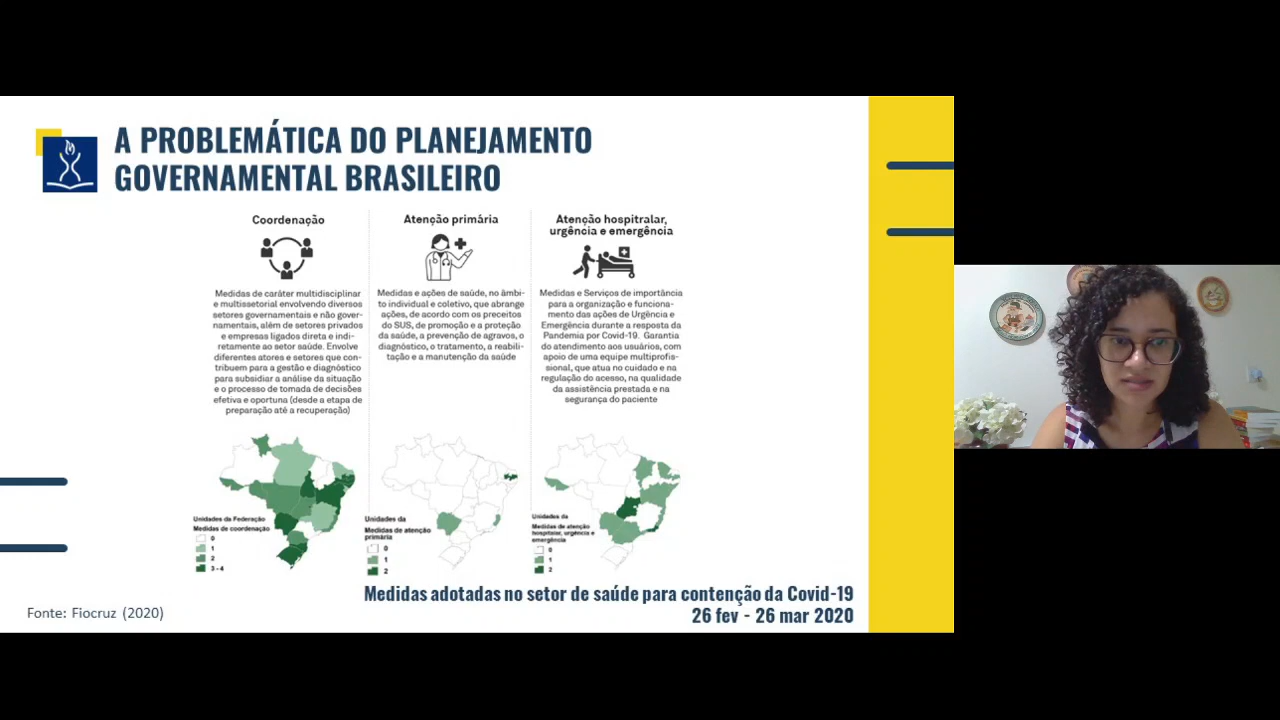 A PROBLEMÁTICA DO PLANEJAMENTO
GOVERNAMENTAL BRASILEIRO
Coordenação
Medidas de caráter multidisciplinar
e multissetorial envolvendo diversos
setores governamentais e não gover-
namentais, além de setores privados
e empresas ligados direta e indi-
retamente ao setor saúde. Envolve
diferentes atores e setores que con-
tribuem para a gestão e diagnóstico
para subsidiar a análise da situação
e o processo de tomada de decisões
efetiva e oportuna (desde a etapa de
preparação até a recuperação)
Unidades da Federação
Medidas de coordenação
0
1
2
3 - 4
Atenção primária
Medidas e ações de saúde, no âmbi-
to individual e coletivo, que abrange
ações, de acordo com os preceitos
do SUS, de promoção e a proteção
da saúde, a prevenção de agravos, o
diagnóstico, o tratamento, a reabili-
tação e a manutenção da saúde
Unidades da
Medidas de atenção
primária
0
1
2
Atenção hospitralar,
urgência e emergência
Medidas e Serviços de importância
para a organização e funciona-
mento das ações de Urgência e
Emergência durante a resposta da
Pandemia por Covid-19. Garantia
do atendimento aos usuários, com
apoio de uma equipe multiprofis-
sional, que atua no cuidado e na
regulação do acesso, na qualidade
da assistência prestada e na
segurança do paciente
Unidades da
Medidas de atenção
hospitalar, urgência e
emergência
0
1
2
Medidas adotadas no setor de saúde para contenção da Covid-19
26 fev - 26 mar 2020
Fonte: Fiocruz (2020)